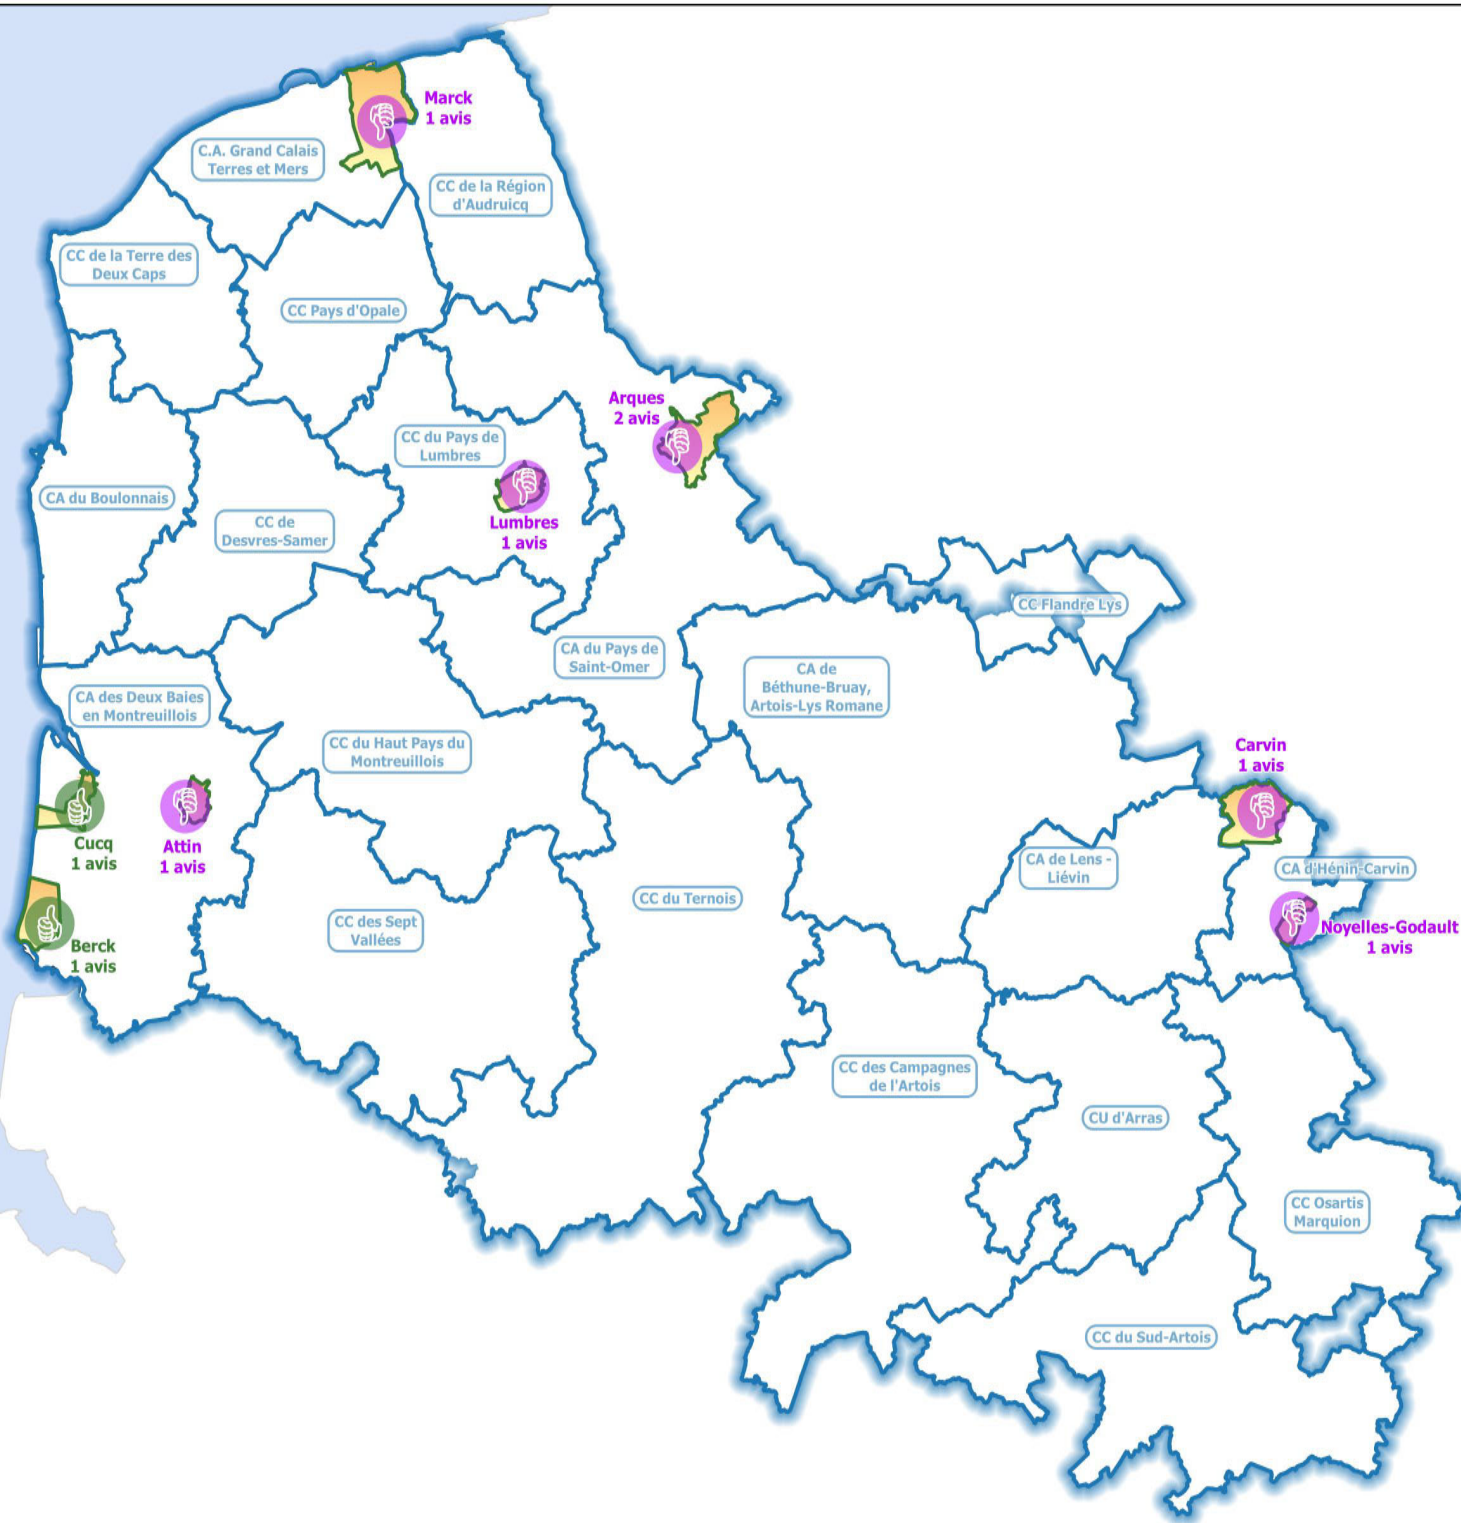 Marck
1 avis
C.A. Grand Calais
Terres et Mers
CC de la Région
d'Audruicq
CC de la Terre des
Deux Caps
CC Pays d'Opale
Arques
2 avis
CC du Pays de
Lumbres
CA du Boulonnais
CC de
Desvres-Samer
Lumbres
1 avis
CC Flandre Lys
CA du Pays de
Saint-Omer
CA de
Béthune-Bruay,
Artois-Lys Romane
CA des Deux Baies
en Montreuillois
CC du Haut Pays du
Montreuillois
Carvin
1 avis
Cucq
1 avis
Attin
1 avis
CA de Lens -
Liévin
CA d'Hénin-Carvin
CC du Ternois
CC des Sept
Vallées
Noyelles-Godault
1 avis
Berck
1 avis
CC des Campagnes
de l'Artois
CU d'Arras
CC Osartis
Marquion
CC du Sud-Artois